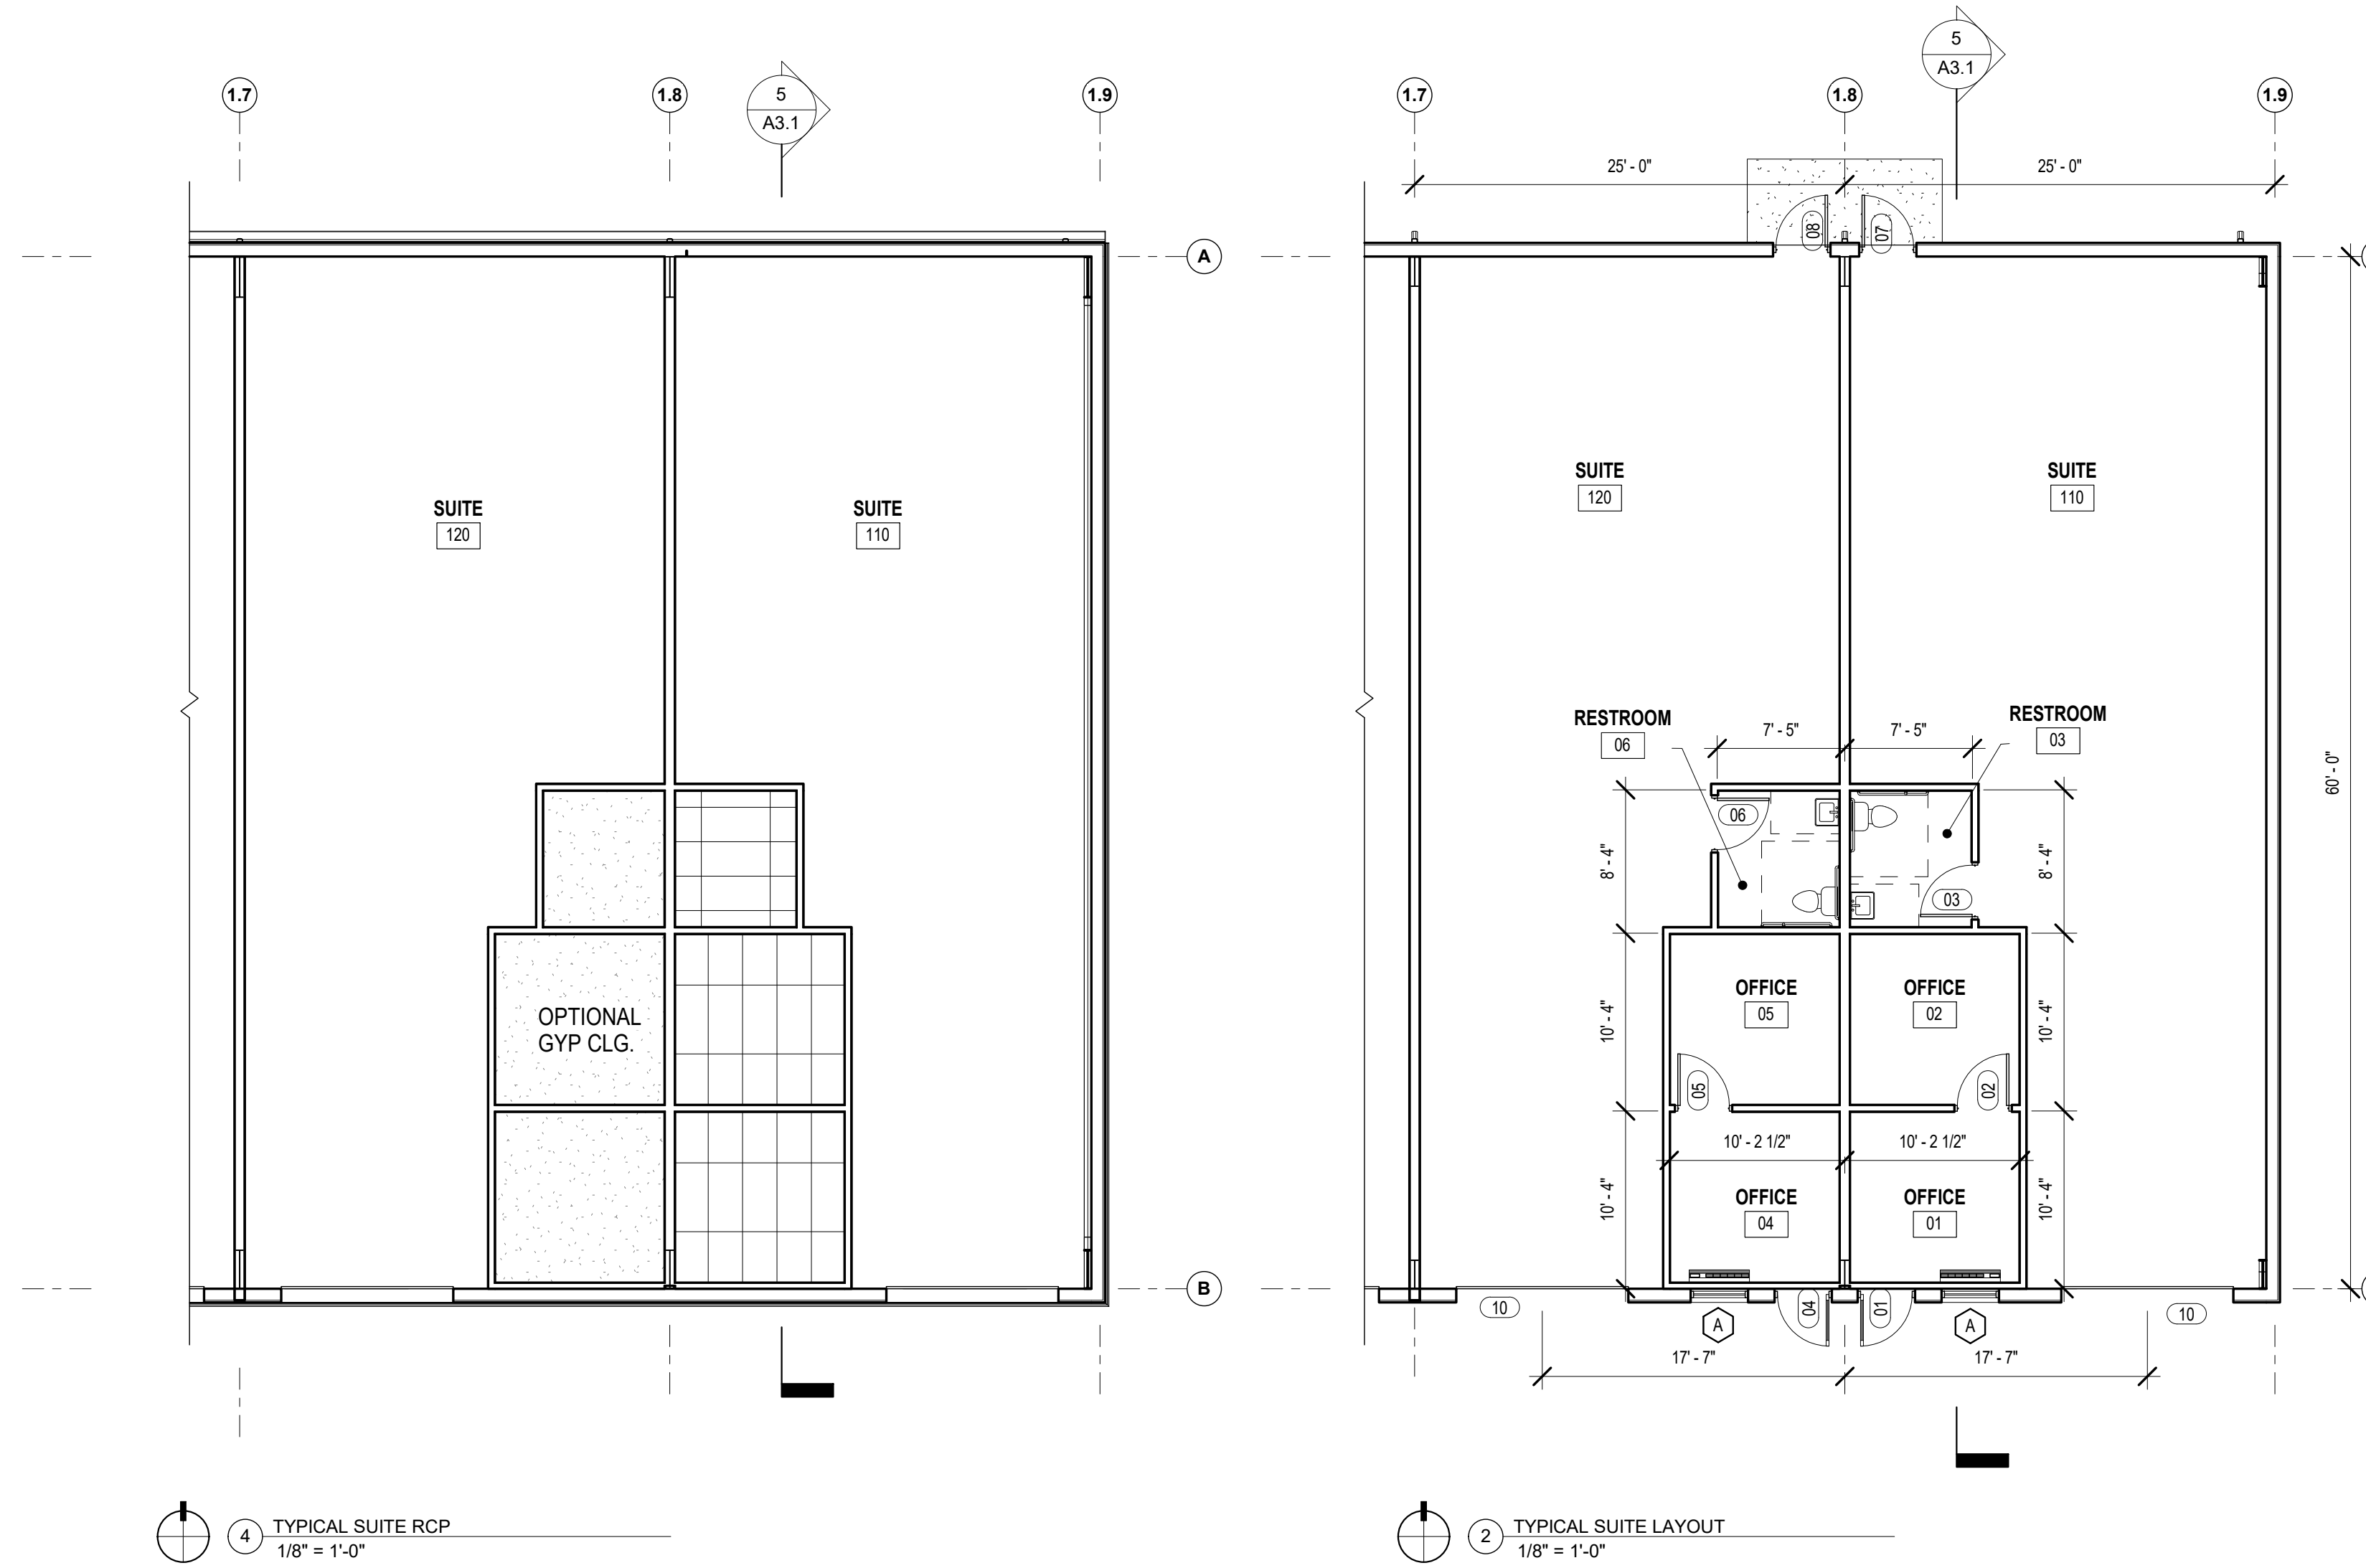 1.7
1.8
5
A3.1
1.9
A
SUITE
120
SUITE
110
OPTIONAL
GYP CLG.
B
4
TYPICAL SUITE RCP
1/8" = 1'-0"
5
A3.1
1.7
1.8
1.9
25' - 0"
25' - 0"
08
07
SUITE
120
SUITE
110
RESTROOM
06
7' - 5"
7' - 5"
RESTROOM
03
60' - 0"
06
8' - 4"
8' - 4"
03
OFFICE
05
OFFICE
02
10' - 4"
10' - 4"
05
02
10' - 2 1/2"
10' - 2 1/2"
OFFICE
04
OFFICE
01
10' - 4"
10' - 4"
10
A
04
01
A
10
17' - 7"
17' - 7"
2
TYPICAL SUITE LAYOUT
1/8" = 1'-0"